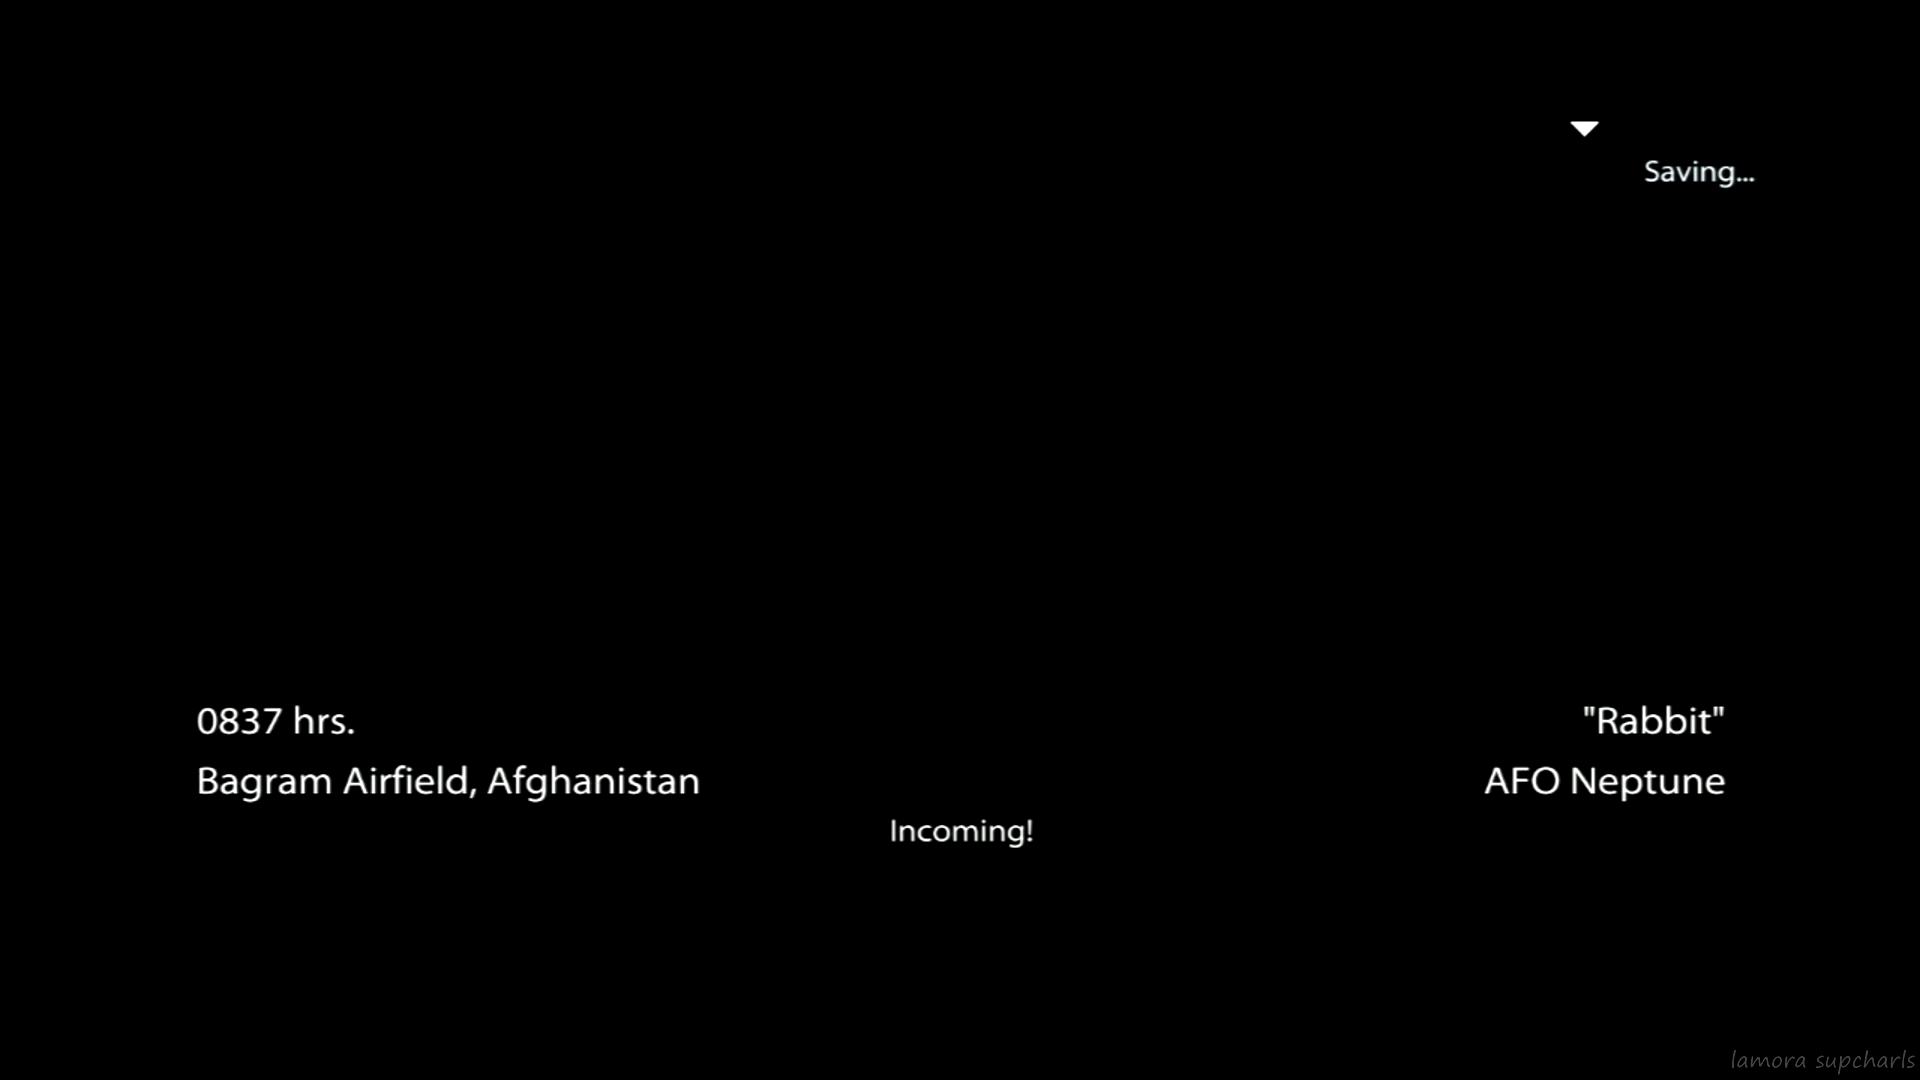 Saving...
0837 hrs.
"Rabbit"
Bagram Airfield, Afghanistan
AFO Neptune
Incoming!
lamora supcharls